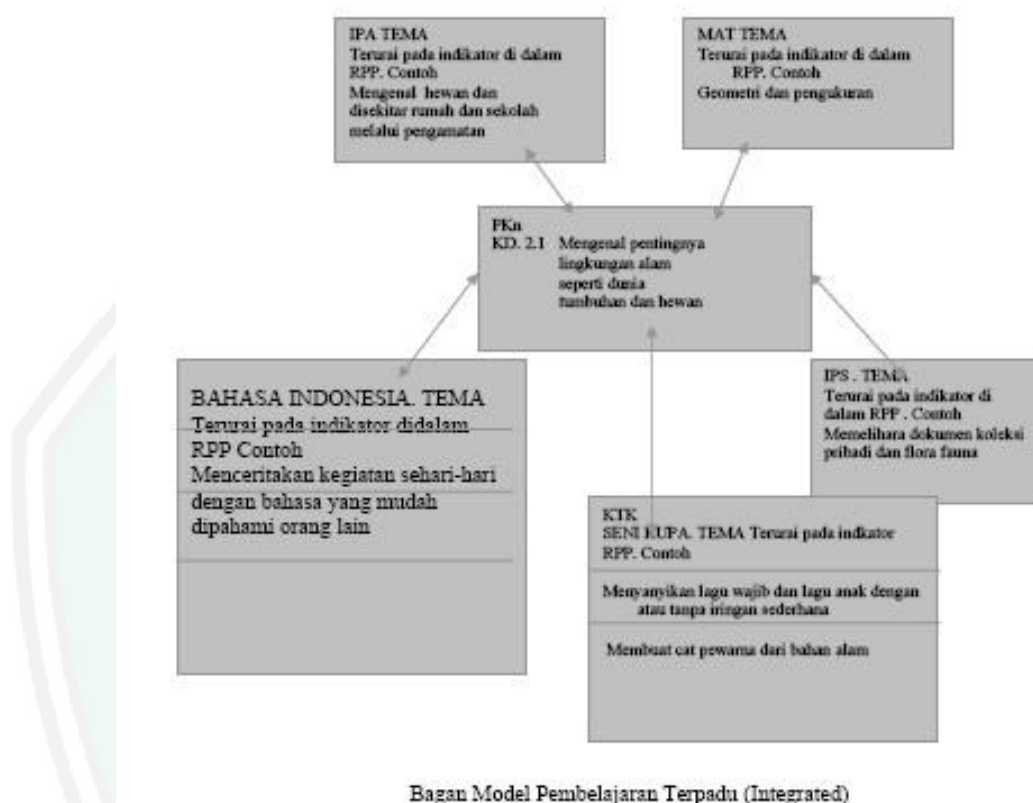 IPA TEMA
Terurai pada indikator di dalam
RPP. Contoh
Mengenal hewan dan
disekitar rumah dan sekolah
melalui pengamatan
MAT TEMA
Terurai pada indikator di dalam
RPP. Contoh
Geometri dan pengukuran
PKn
KD. 2.1 Mengenal pentingnya
lingkungan alam
seperti dunia
tumbuhan dan hewan
BAHASA INDONESIA. TEMA
Terurai pada indikator didalam
RPP Contoh
Menceritakan kegiatan sehari-hari
dengan bahasa yang mudah
dipahami orang lain
IPS . TEMA
Terurai pada indikator di
dalam RPP . Contoh
Memelihara dokumen koleksi
pribadi dan flora fauna
KTK
SENI RUPA. TEMA Terurai pada indkator
RPP. Contoh
Menyanyikan lagu wajib dan lagu anak dengan
atau tanpa iringan sederhana
Membuat cat pewarna dari bahan alam
Bagan Model Pembelajaran Terpadu (Integrated)